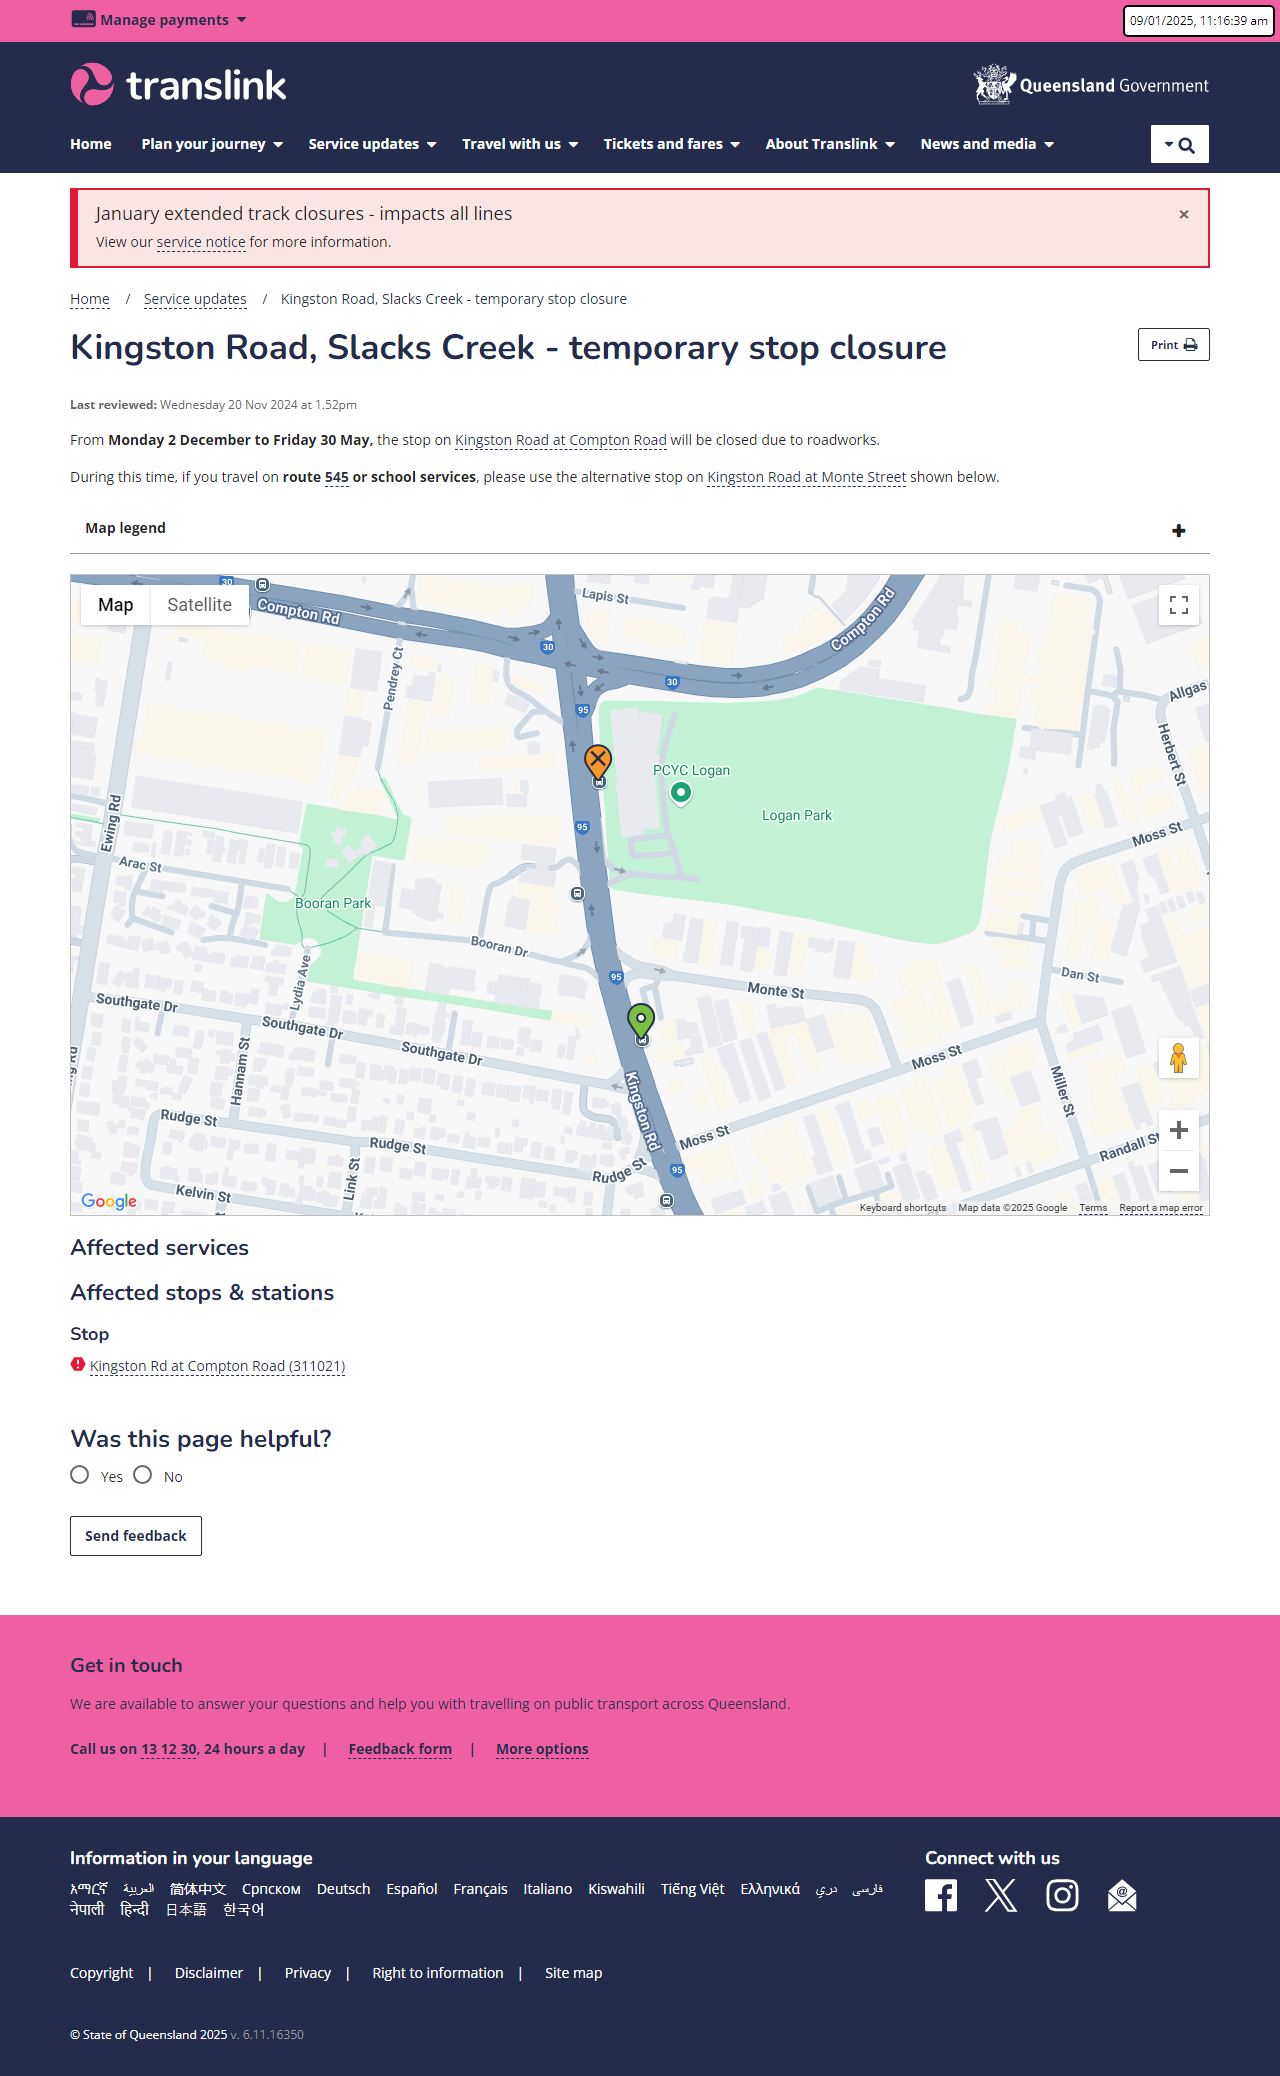 Manage payments
09/01/2025, 11:16:39 am
translink
Queensland Government
Home Plan your journey Service updates Travel with us Tickets and fares About Translink News and media
January extended track closures - impacts all lines
×
View our service notice for more information.
Home / Service updates / Kingston Road, Slacks Creek - temporary stop closure
Kingston Road, Slacks Creek - temporary stop closure
Print
Last reviewed: Wednesday 20 Nov 2024 at 1.52pm
From Monday 2 December to Friday 30 May, the stop on Kingston Road at Compton Road will be closed due to roadworks.
During this time, if you travel on route 545 or school services, please use the alternative stop on Kingston Road at Monte Street shown below.
Map legend
Map Satellite
30
Compton Rd
Lapis St
Compton Rd
30
Pendrey Ct
30
95
Allgas
Herbert St
PCYC Logan
Logan Park
Ewing Rd
95
Moss St
Arac St
Booran Park
Booran Dr
Lydia Ave
95
Dan St
Monte St
Southgate Dr
Southgate Dr
Southgate Dr
Hannam St
Moss St
Miller St
Kingston Rd
Rudge St
Rudge St
Moss St
Randall St
Link St
Rudge St
95
Kelvin St
Google
Keyboard shortcuts Map data ©2025 Google Terms Report a map error
Affected services
Affected stops & stations
Stop
Kingston Rd at Compton Road (311021)
Was this page helpful?
Yes No
Send feedback
Get in touch
We are available to answer your questions and help you with travelling on public transport across Queensland.
Call us on 13 12 30, 24 hours a day | Feedback form | More options
Information in your language
Connect with us
አማርኛ العربية 简体中文 Српском Deutsch Español Français Italiano Kiswahili Tiếng Việt Ελληνικά دري فارسی
नेपाली हिन्दी 日本語 한국어
Copyright | Disclaimer | Privacy | Right to information | Site map
© State of Queensland 2025 v. 6.11.16350